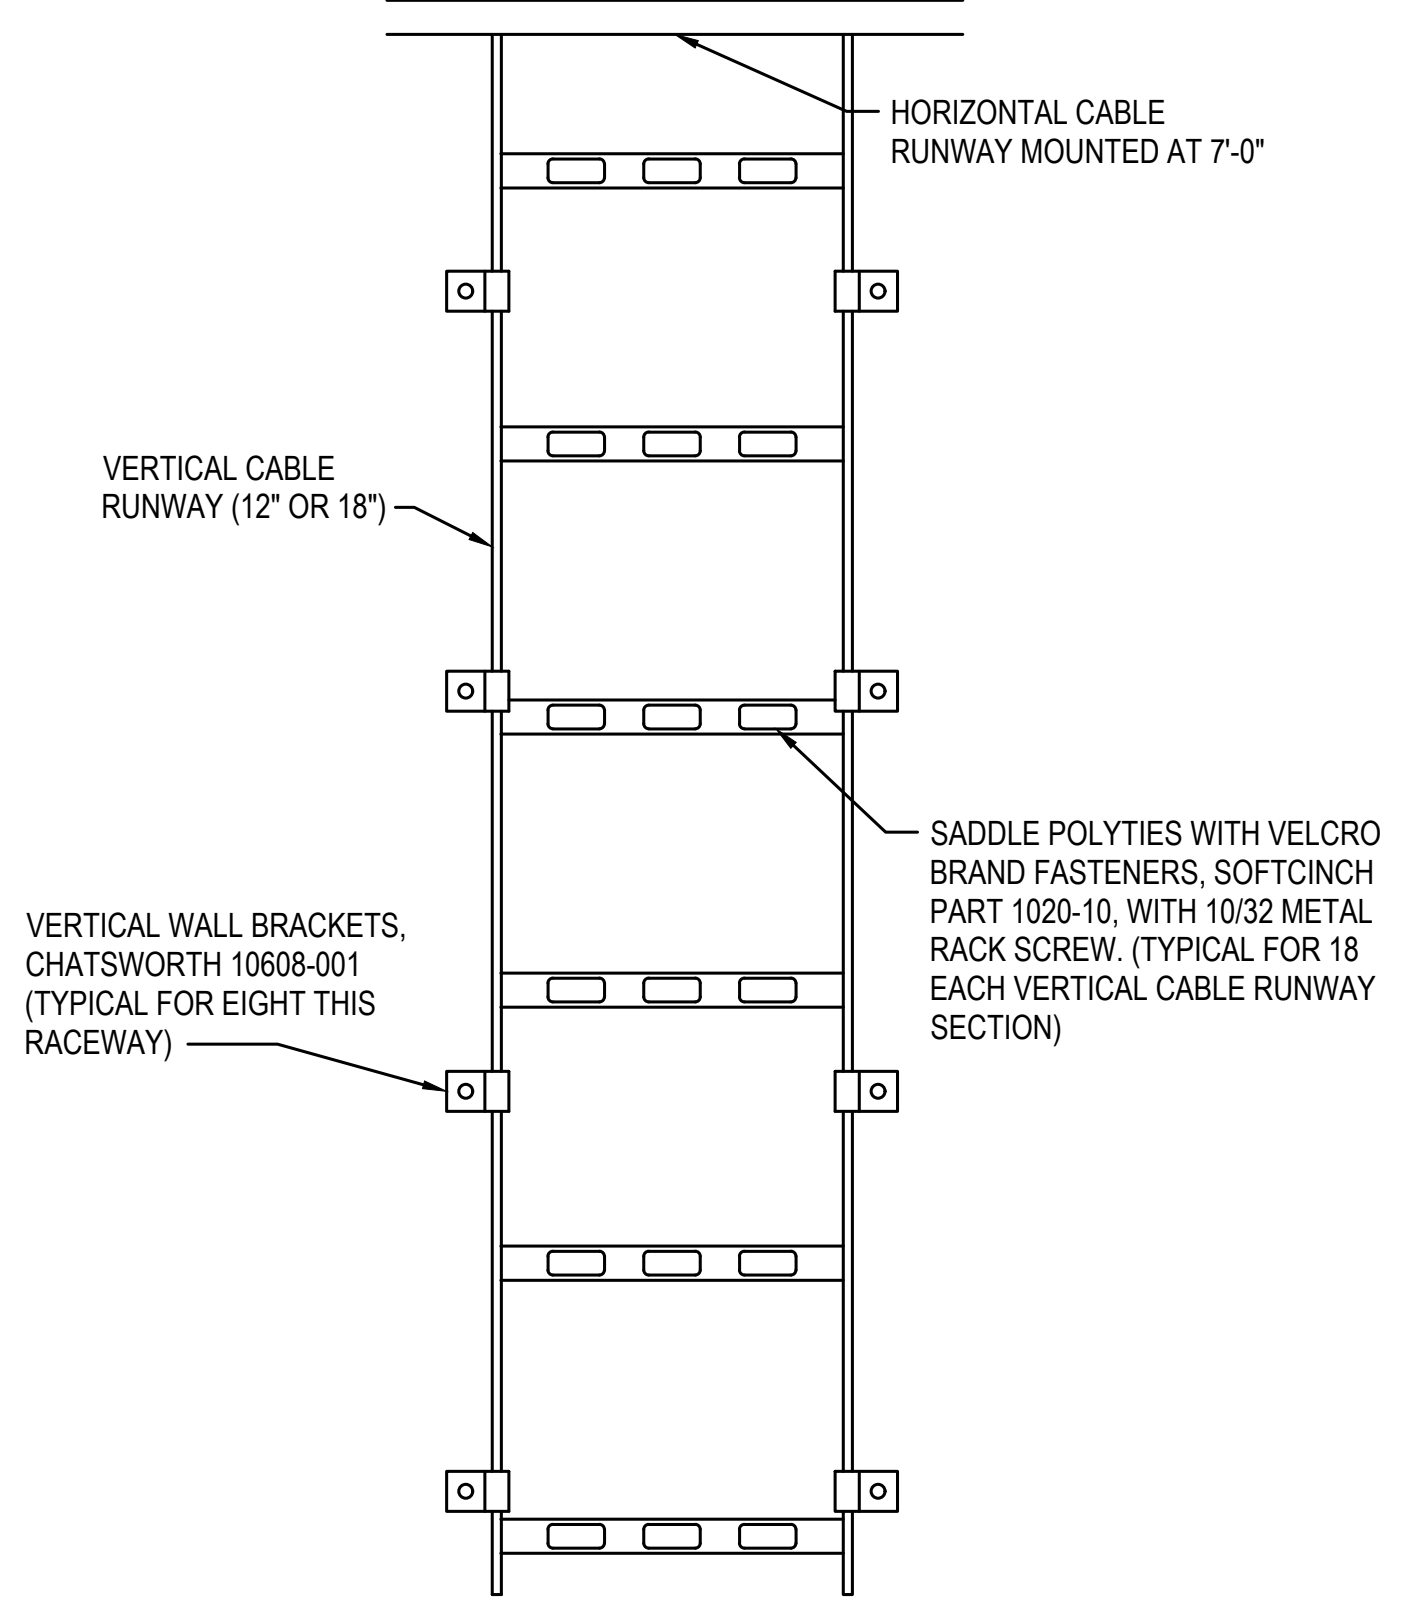 HORIZONTAL CABLE
RUNWAY MOUNTED AT 7'-0"
VERTICAL CABLE
RUNWAY (12" OR 18")
SADDLE POLYTIES WITH VELCRO
BRAND FASTENERS, SOFTCINCH
PART 1020-10, WITH 10/32 METAL
RACK SCREW. (TYPICAL FOR 18
EACH VERTICAL CABLE RUNWAY
SECTION)
VERTICAL WALL BRACKETS,
CHATSWORTH 10608-001
(TYPICAL FOR EIGHT THIS
RACEWAY)